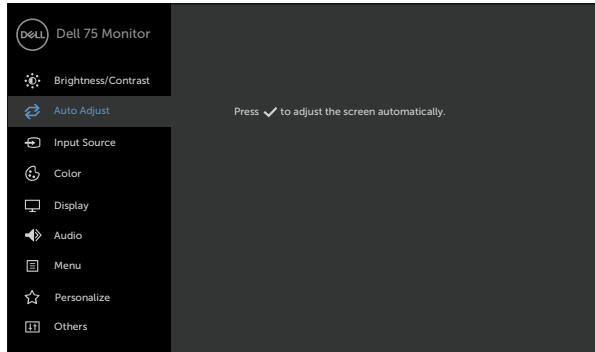 DELL Dell 75 Monitor
Brightness/Contrast
Auto Adjust
Press ✓ to adjust the screen automatically.
Input Source
Color
Display
Audio
Menu
Personalize
Others